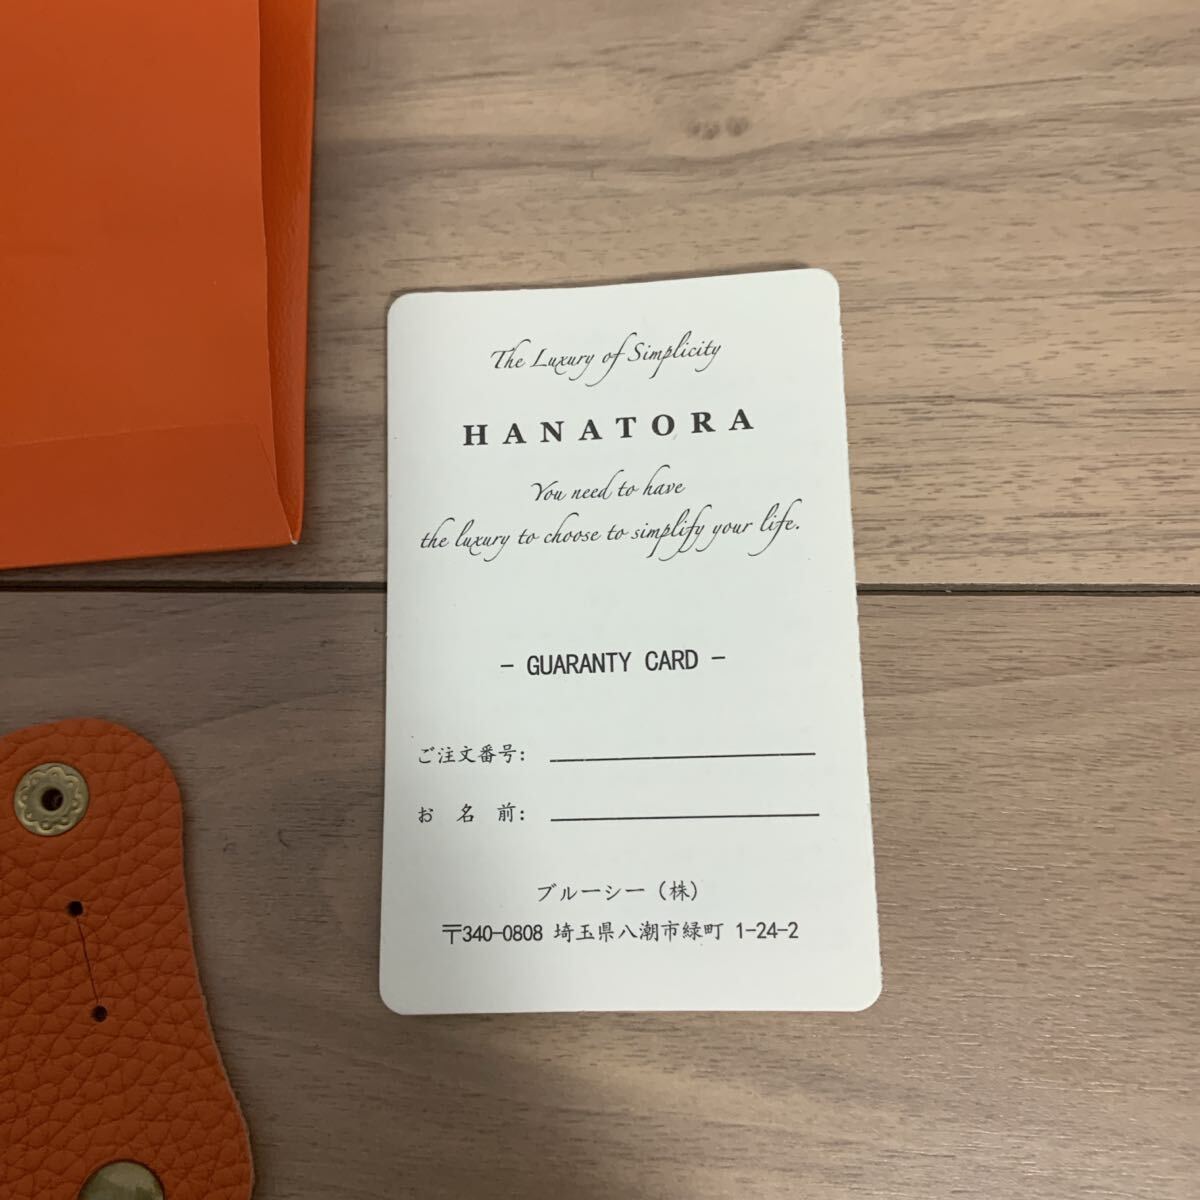 The Luxury of Simplicity
HANATORA
You need to have
the luxury to choose to simplify your life.
- GUARANTY CARD -
ご注文番号:
お 名 前:
ブルーシー（株）
〒340-0808 埼玉県八潮市緑町 1-24-2